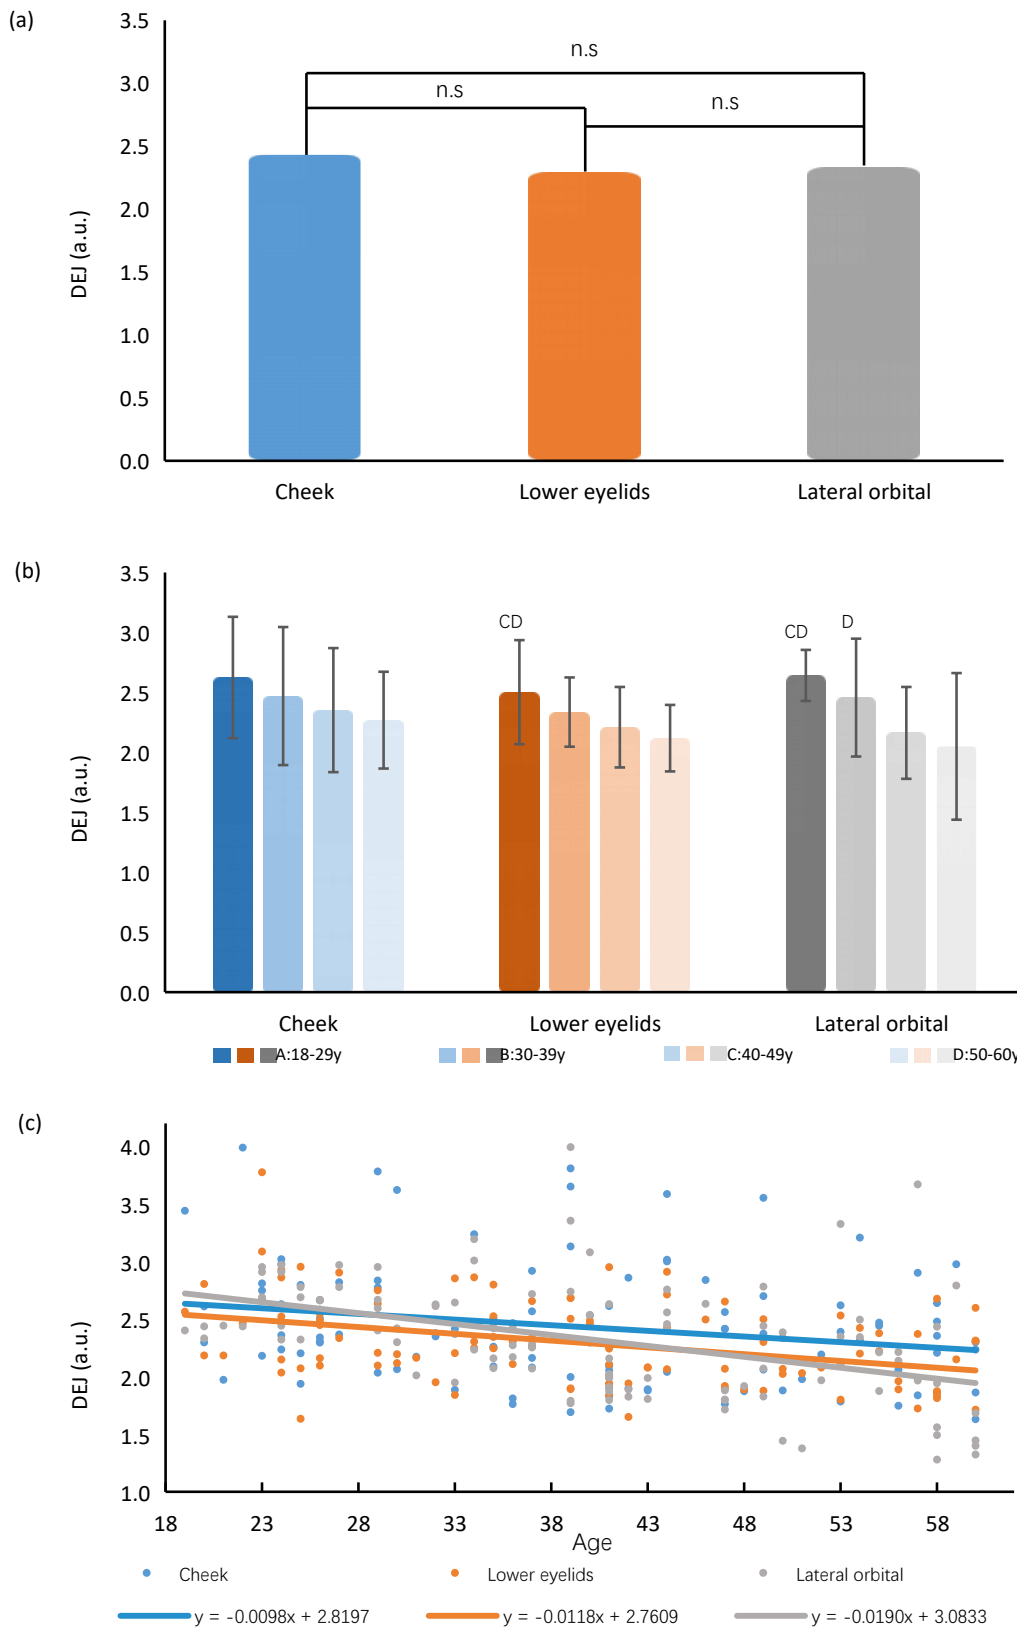 (a)
3.5
3.0
2.5
2.0
1.5
1.0
0.5
0.0
DEJ (a.u.)
n.s
n.s
n.s
Cheek Lower eyelids Lateral orbital
(b)
3.5
3.0
2.5
2.0
1.5
1.0
0.5
0.0
DEJ (a.u.)
CD
CD
D
Cheek Lower eyelids Lateral orbital
A:18-29y B:30-39y C:40-49y D:50-60y
(c)
4.0
3.5
3.0
2.5
2.0
1.5
1.0
DEJ (a.u.)
18 23 28 33 38 43 48 53 58
Age
Cheek Lower eyelids Lateral orbital
y = -0.0098x + 2.8197 y = -0.0118x + 2.7609 y = -0.0190x + 3.0833